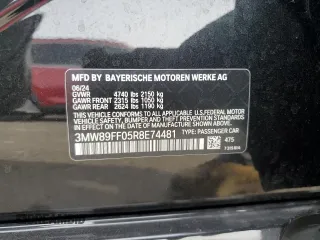 MFD BY BAYERISCHE MOTOREN WERKE AG
06/24
GVWR 4740 lbs 2150 kg
GAWR FRONT 2315 lbs 1050 kg
GAWR REAR 2624 lbs 1190 kg
THIS VEHICLE CONFORMS TO ALL APPLICABLE FEDERAL
MOTOR VEHICLE SAFETY, BUMPER, AND THEFT PREVENTION
STANDARDS IN EFFECT ON THE DATE OF MANUFACTURE
SHOWN ABOVE.
3MW89FF05R8E74481 TYPE: PASSENGER CAR
475